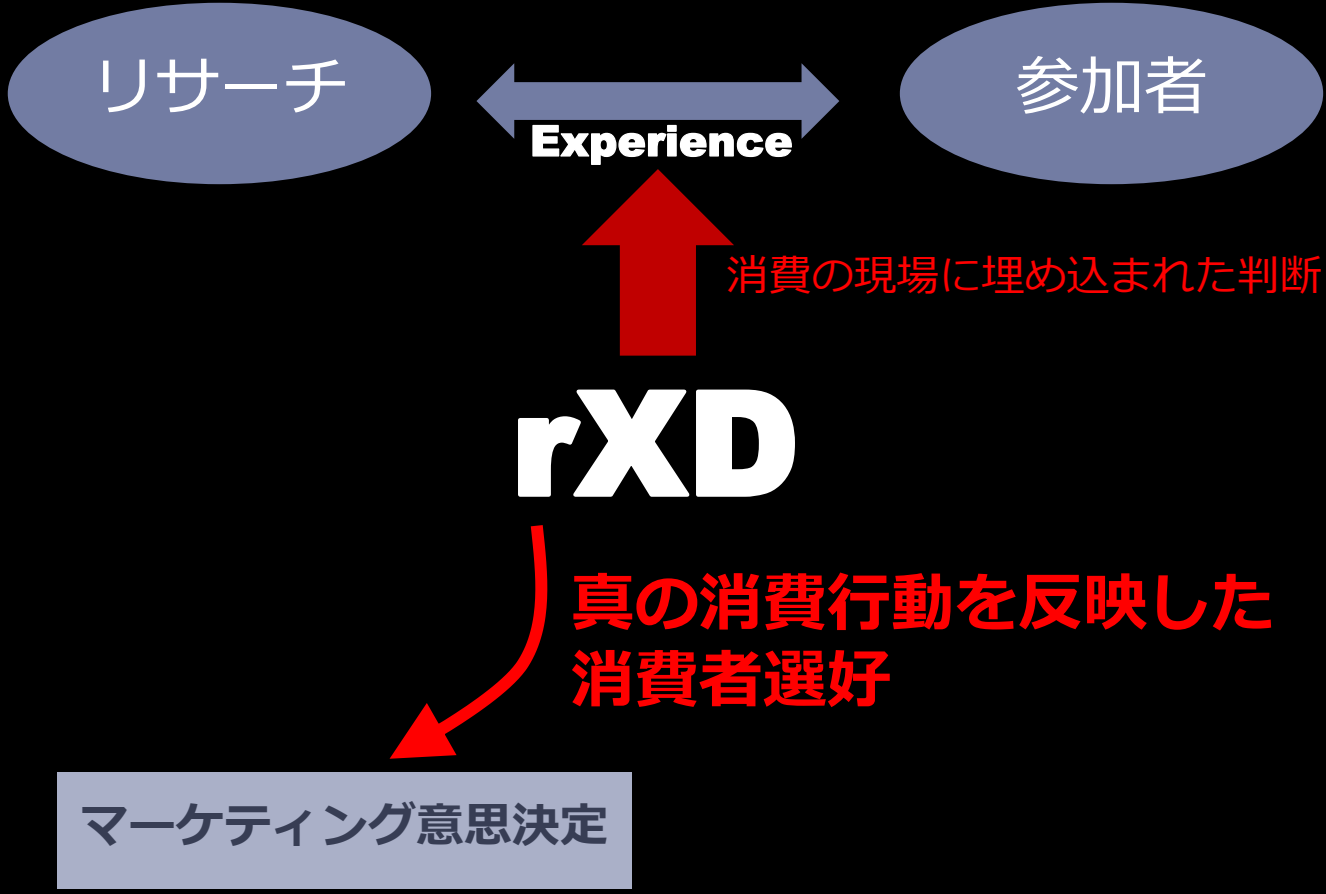 リサーチ
参加者
Experience
消費の現場に埋め込まれた判断
rXD
真の消費行動を反映した
消費者選好
マーケティング意思決定